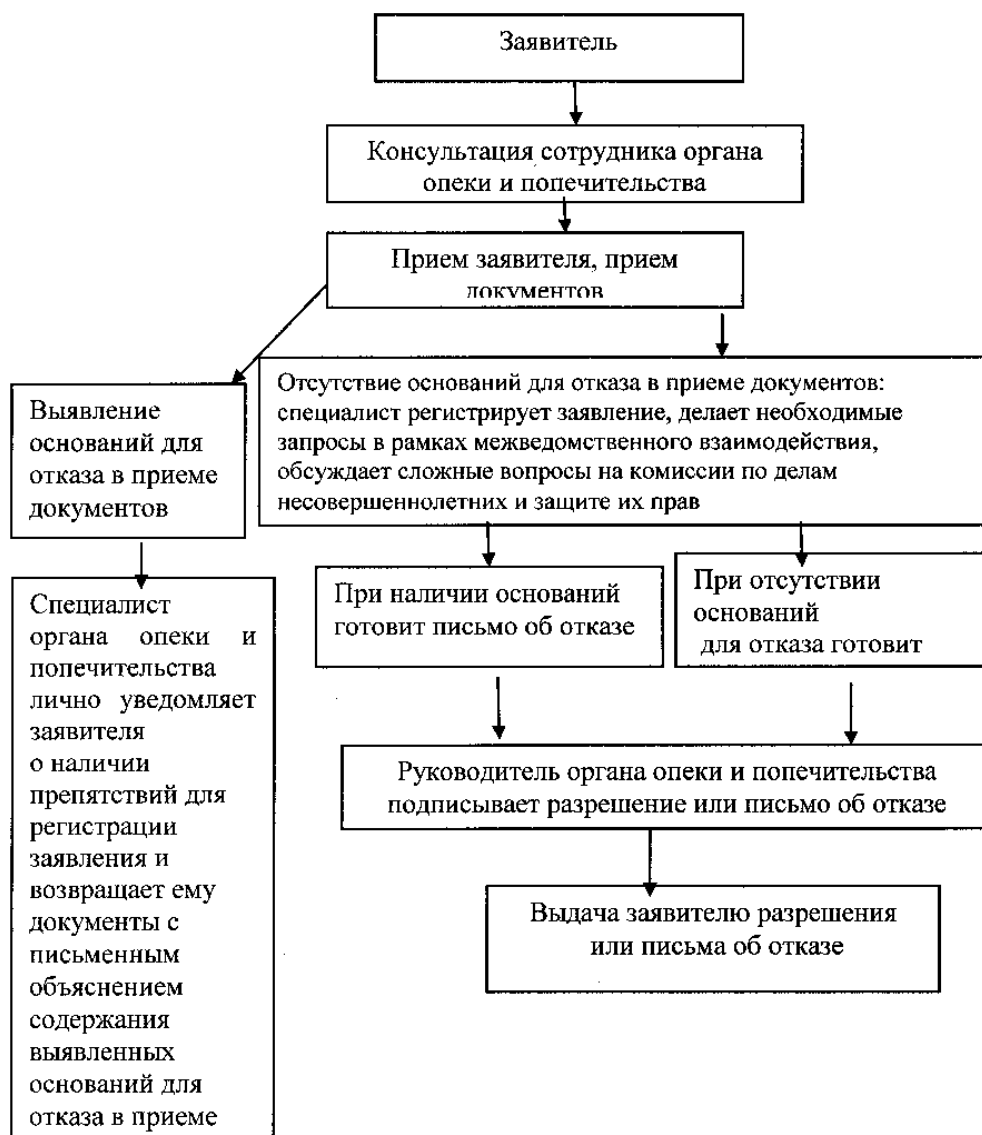 Заявитель
Консультация сотрудника органа
опеки и попечительства
Прием заявителя, прием
документов
Выявление
оснований для
отказа в приеме
документов
Отсутствие оснований для отказа в приеме документов:
специалист регистрирует заявление, делает необходимые
запросы в рамках межведомственного взаимодействия,
обсуждает сложные вопросы на комиссии по делам
несовершеннолетних и защите их прав
Специалист
органа опеки и
попечительства
лично уведомляет
заявителя
о наличии
препятствий для
регистрации
заявления и
возвращает ему
документы с
письменным
объяснением
содержания
выявленных
оснований для
отказа в приеме
При наличии оснований
готовит письмо об отказе
При отсутствии
оснований
для отказа готовит
Руководитель органа опеки и попечительства
подписывает разрешение или письмо об отказе
Выдача заявителю разрешения
или письма об отказе